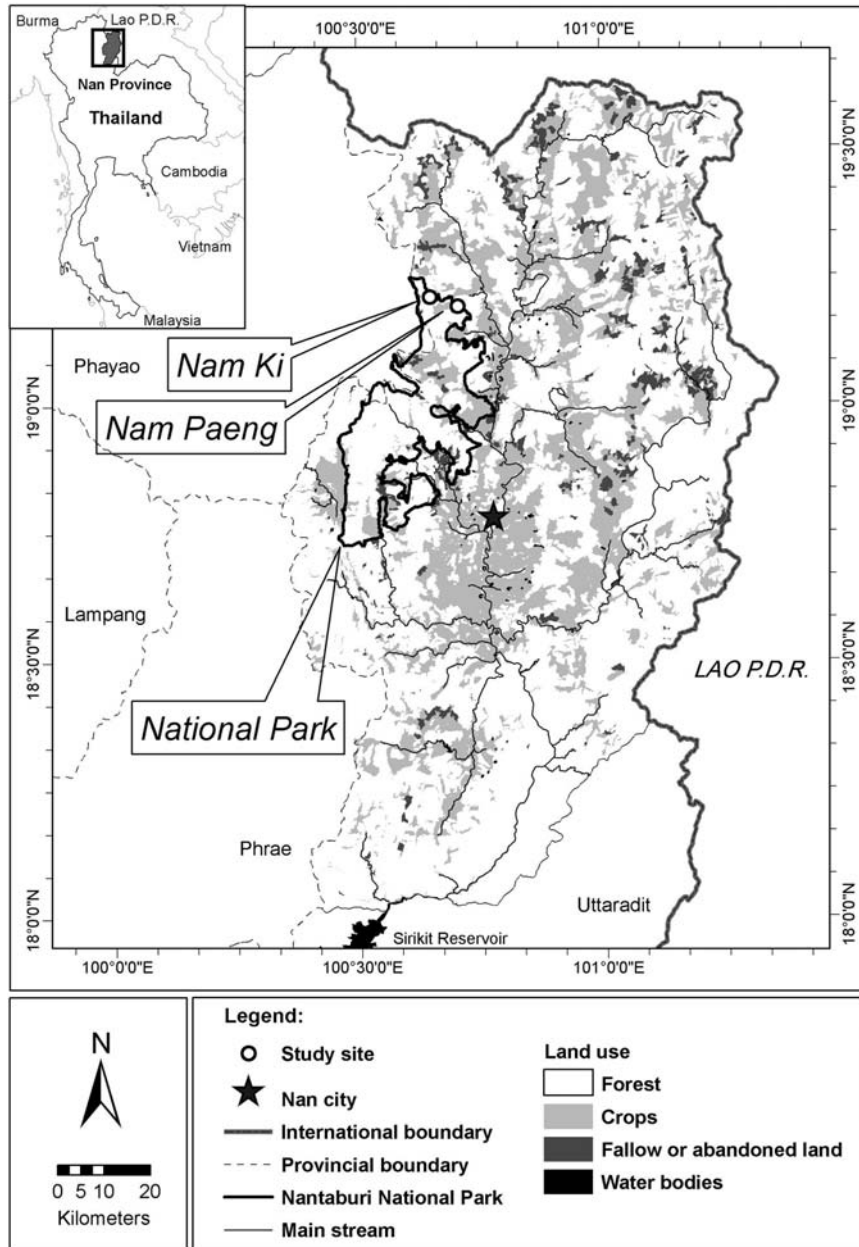 Burma
Lao P.D.R.
Nan Province
Thailand
Cambodia
Vietnam
Malaysia
100°30'0"E
101°0'0"E
19°30'0"N
19°30'0"N
Nam Ki
Phayao
Nam Paeng
19°0'0"N
19°0'0"N
Lampang
18°30'0"N
18°30'0"N
LAO P.D.R.
National Park
Phrae
Uttaradit
18°0'0"N
18°0'0"N
Sirikit Reservoir
100°0'0"E
100°30'0"E
101°0'0"E
N
0 5 10 20
Kilometers
Legend:
Study site
Nan city
International boundary
Provincial boundary
Nantaburi National Park
Main stream
Land use
Forest
Crops
Fallow or abandoned land
Water bodies